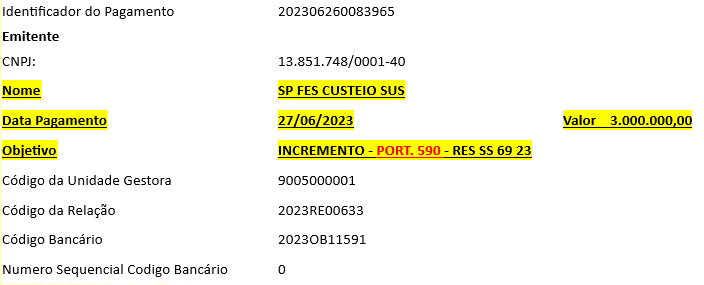 Identificador do Pagamento 202306260083965
Emitente
CNPJ: 13.851.748/0001-40
Nome SP FES CUSTEIO SUS
Data Pagamento 27/06/2023 Valor 3.000.000,00
Objetivo INCREMENTO - PORT. 590 - RES SS 69 23
Código da Unidade Gestora 9005000001
Código da Relação 2023RE00633
Código Bancário 2023OB11591
Numero Sequencial Codigo Bancário 0